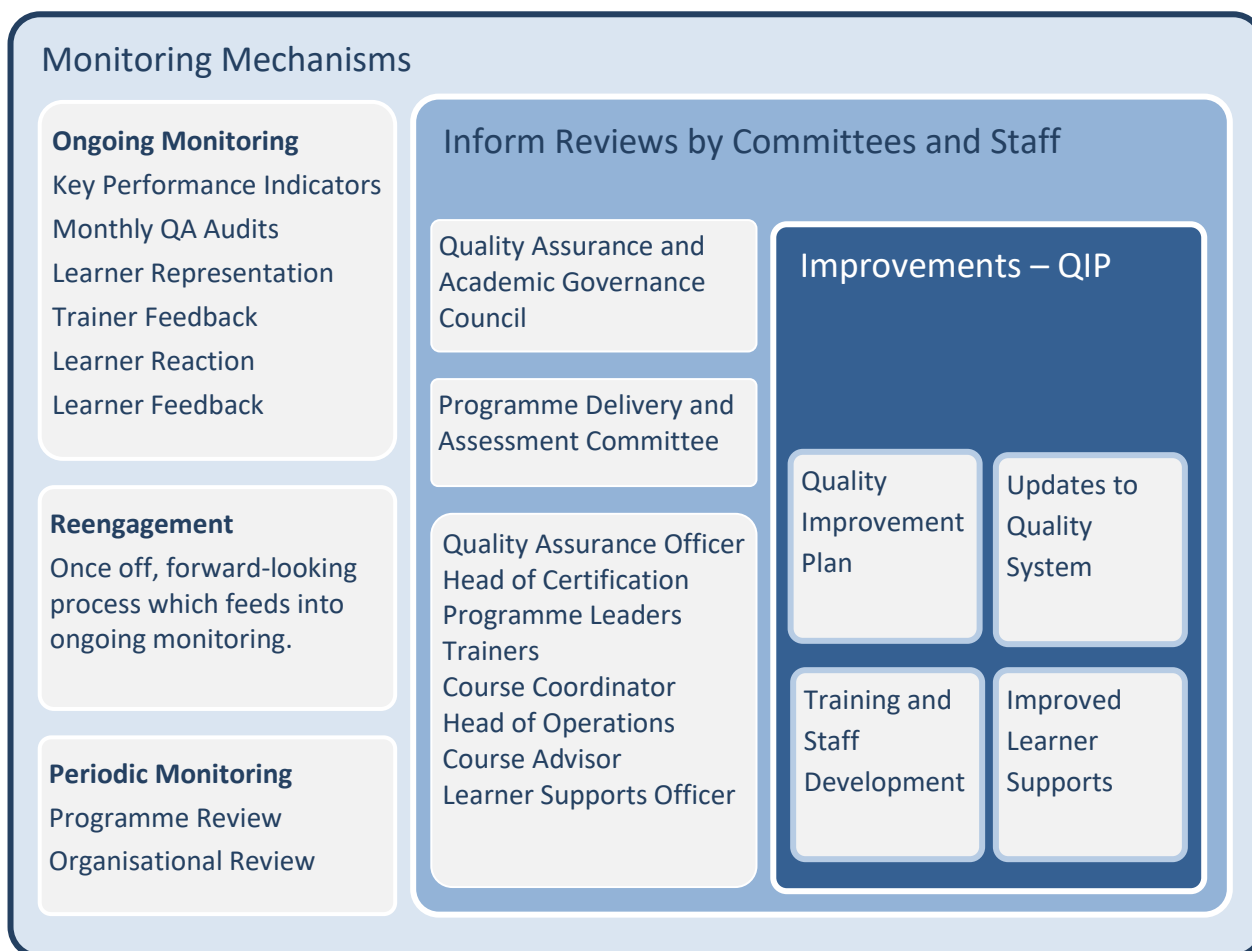 Monitoring Mechanisms
Ongoing Monitoring
Key Performance Indicators
Monthly QA Audits
Learner Representation
Trainer Feedback
Learner Reaction
Learner Feedback
Reengagement
Once off, forward-looking
process which feeds into
ongoing monitoring.
Periodic Monitoring
Programme Review
Organisational Review
Inform Reviews by Committees and Staff
Quality Assurance and
Academic Governance
Council
Programme Delivery and
Assessment Committee
Quality Assurance Officer
Head of Certification
Programme Leaders
Trainers
Course Coordinator
Head of Operations
Course Advisor
Learner Supports Officer
Improvements – QIP
Quality
Improvement
Plan
Updates to
Quality
System
Training and
Staff
Development
Improved
Learner
Supports